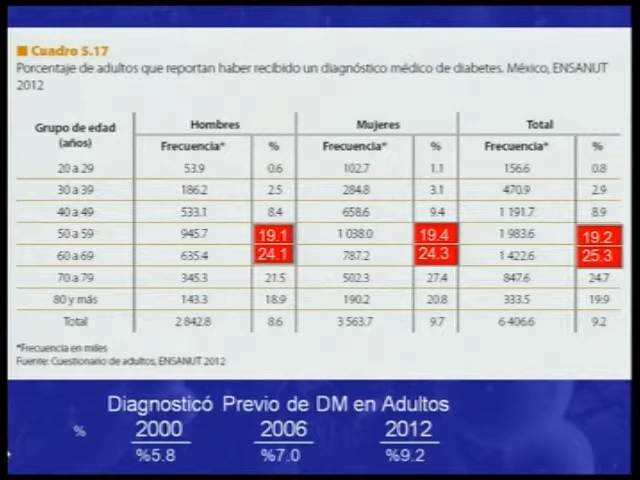 Cuadro 5.17
Porcentaje de adultos que reportan haber recibido un diagnóstico médico de diabetes. México, ENSANUT
2012
Grupo de edad (años) Hombres Mujeres Total
Frecuencia* % Frecuencia* % Frecuencia* %
20 a 29 53.9 0.6 102.7 1.1 156.6 0.8
30 a 39 186.2 2.5 284.8 3.1 470.9 2.9
40 a 49 533.1 8.4 658.6 9.4 1 191.7 8.9
50 a 59 945.7 19.1 1 038.0 19.4 1 983.6 19.2
60 a 69 635.4 24.1 787.2 24.3 1 422.6 25.3
70 a 79 345.3 21.5 502.3 27.4 847.6 24.7
80 y más 143.3 18.9 190.2 20.8 333.5 19.9
Total 2 842.8 8.6 3 563.7 9.7 6 406.6 9.2
*Frecuencia en miles
Fuente: Cuestionario de adultos, ENSANUT 2012
Diagnosticó Previo de DM en Adultos
% 2000 2006 2012
%5.8 %7.0 %9.2